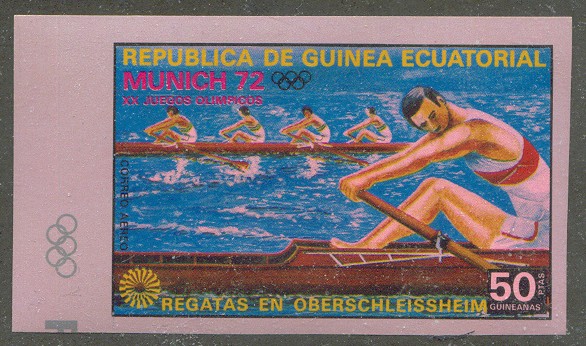 REPUBLICA DE GUINEA ECUATORIAL
MUNICH 72
XX JUEGOS OLIMPICOS
CORREO AEREO
50
PTAS
GUINEANAS
REGATAS EN OBERSCHLEISSHEIM